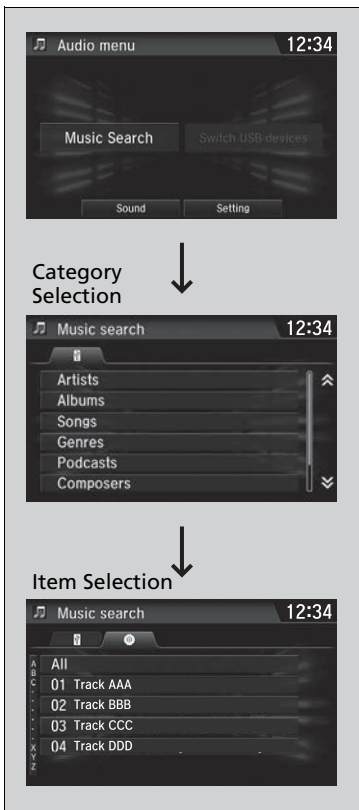 Audio menu 12:34
Music Search Switch USB devices
Sound Setting
Category
Selection
Music search 12:34
Artists
Albums
Songs
Genres
Podcasts
Composers
Item Selection
Music search 12:34
A
B
C
All
01 Track AAA
02 Track BBB
03 Track CCC
04 Track DDD
X
Y
Z